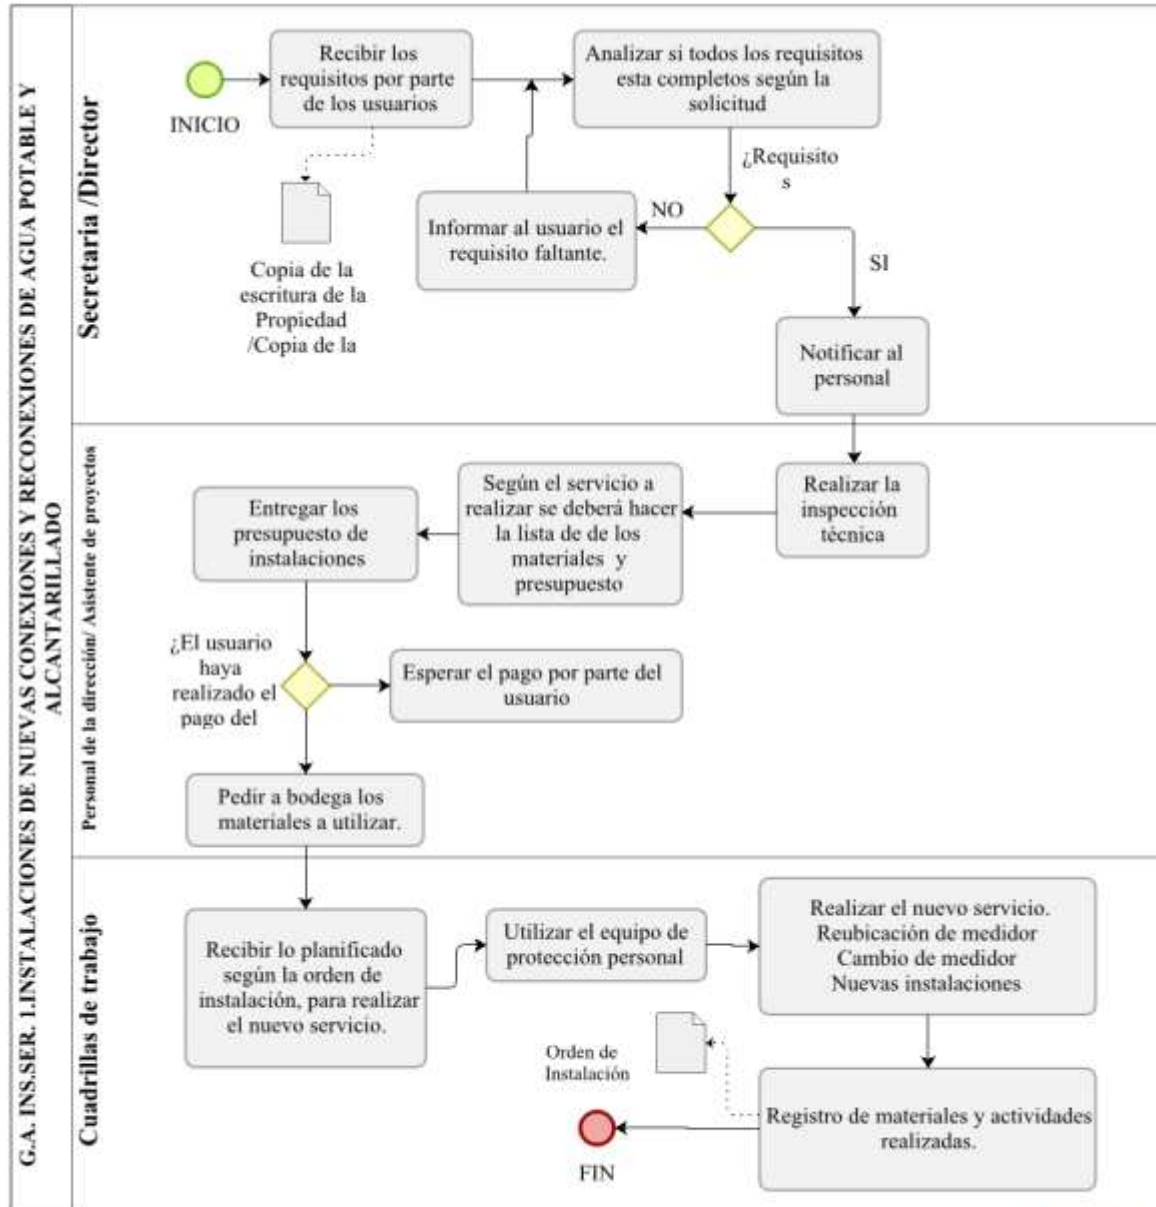 G.A. INS.SER. 1.INSTALACIONES DE NUEVAS CONEXIONES Y RECONEXIONES DE AGUA POTABLE Y
ALCANTARILLADO
Secretaria /Director
INICIO
Recibir los
requisitos por parte
de los usuarios
Analizar si todos los requisitos
esta completos según la
solicitud
¿Requisito
s
NO
SI
Informar al usuario el
requisito faltante.
Copia de la
escritura de la
Propiedad
/Copia de la
Notificar al
personal
Personal de la dirección/ Asistente de proyectos
Realizar la
inspección
técnica
Según el servicio a
realizar se deberá hacer
la lista de de los
materiales y
presupuesto
Entregar los
presupuesto de
instalaciones
¿El usuario
haya
realizado el
pago del
Esperar el pago por parte del
usuario
Pedir a bodega los
materiales a utilizar.
Cuadrillas de trabajo
Recibir lo planificado
según la orden de
instalación, para realizar
el nuevo servicio.
Utilizar el equipo de
protección personal
Realizar el nuevo servicio.
Reubicación de medidor
Cambio de medidor
Nuevas instalaciones
Orden de
Instalación
Registro de materiales y actividades
realizadas.
FIN